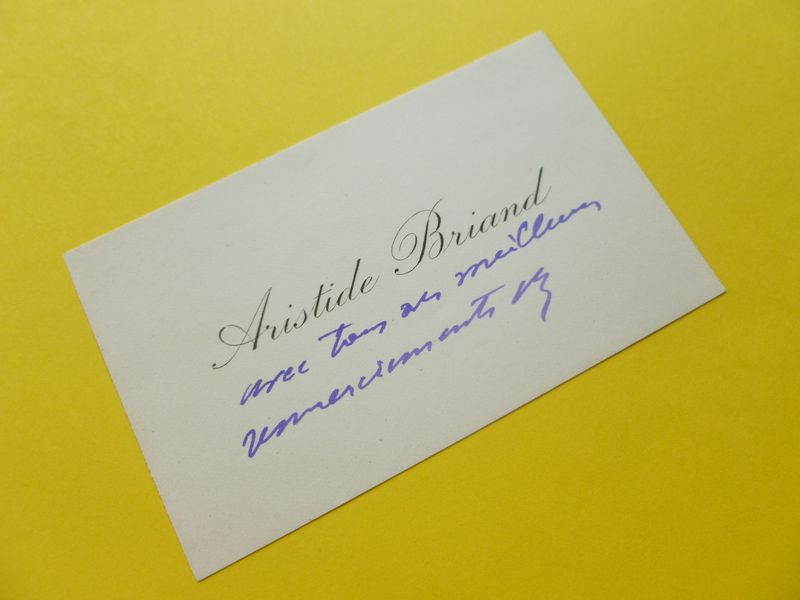 Aristide Briand
avec tous ses meilleurs
remerciements